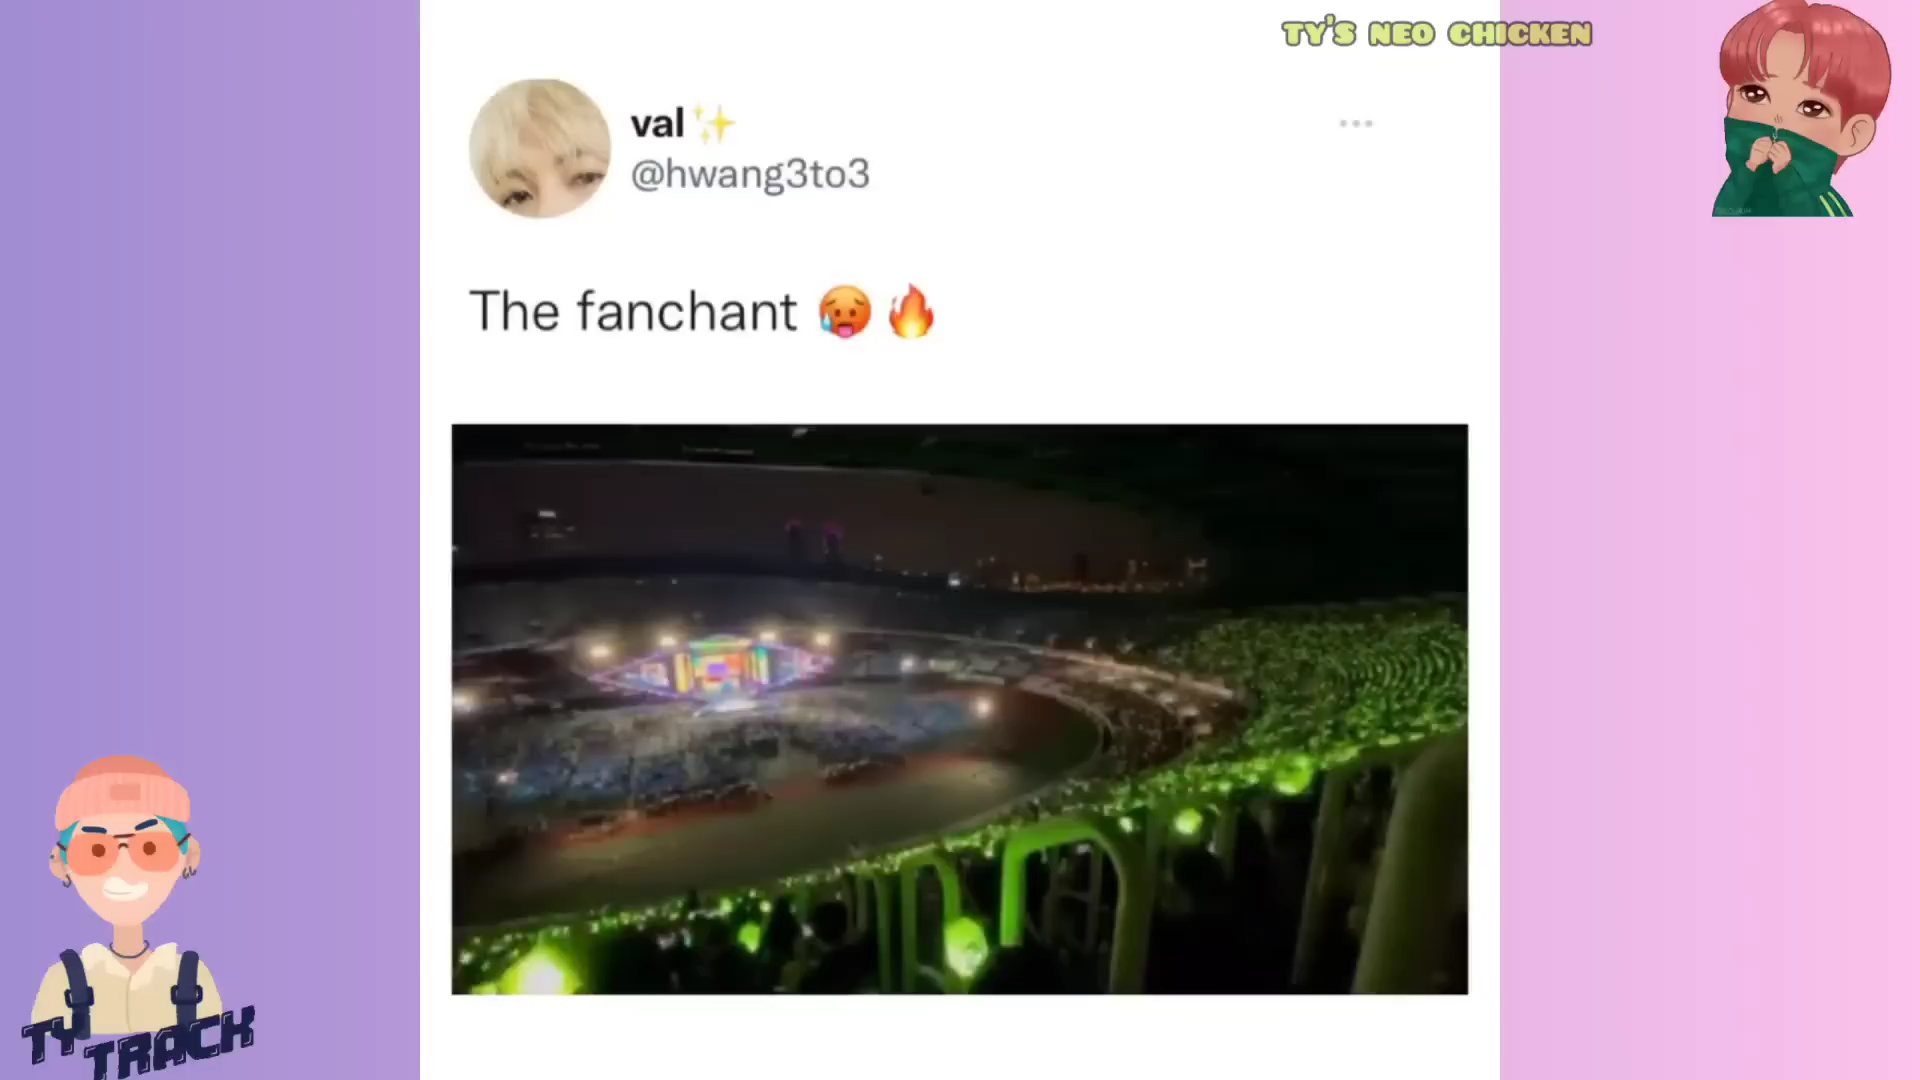 TY'S NEO CHICKEN
val✨
@hwang3to3
The fanchant 🥵🔥
TY
TRACK